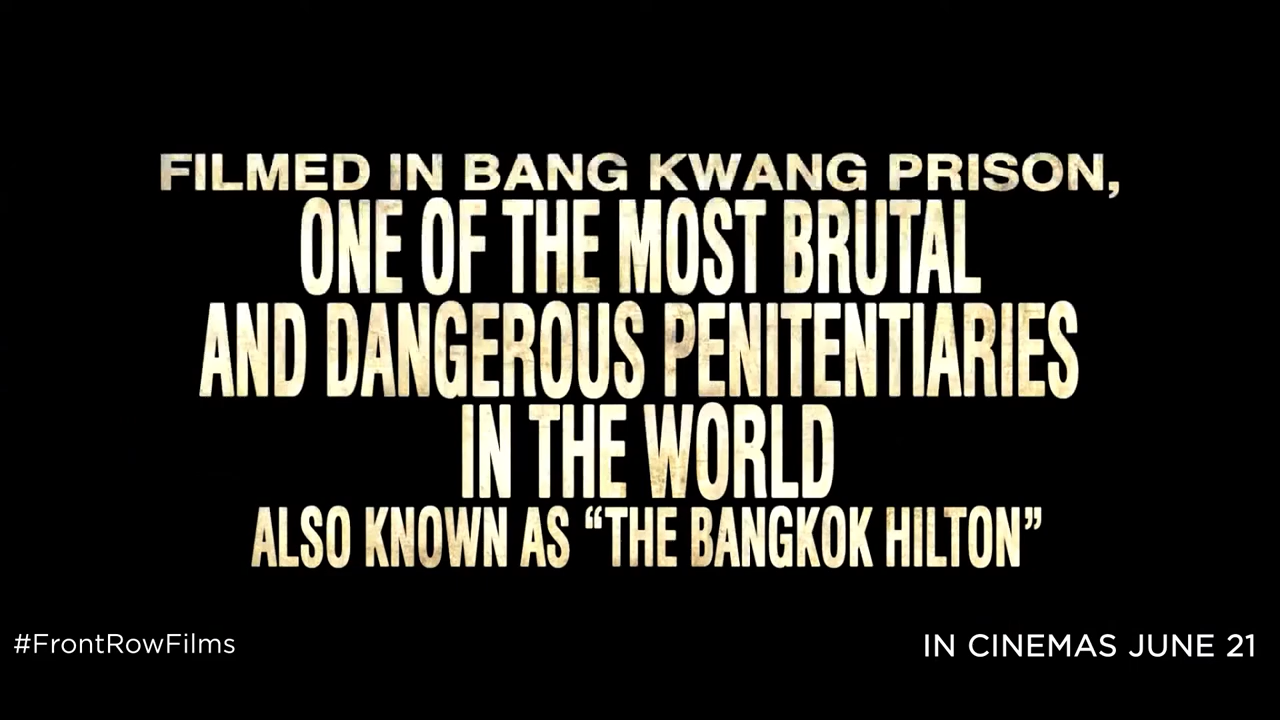 FILMED IN BANG KWANG PRISON,
ONE OF THE MOST BRUTAL
AND DANGEROUS PENITENTIARIES
IN THE WORLD
ALSO KNOWN AS “THE BANGKOK HILTON”
#FrontRowFilms
IN CINEMAS JUNE 21